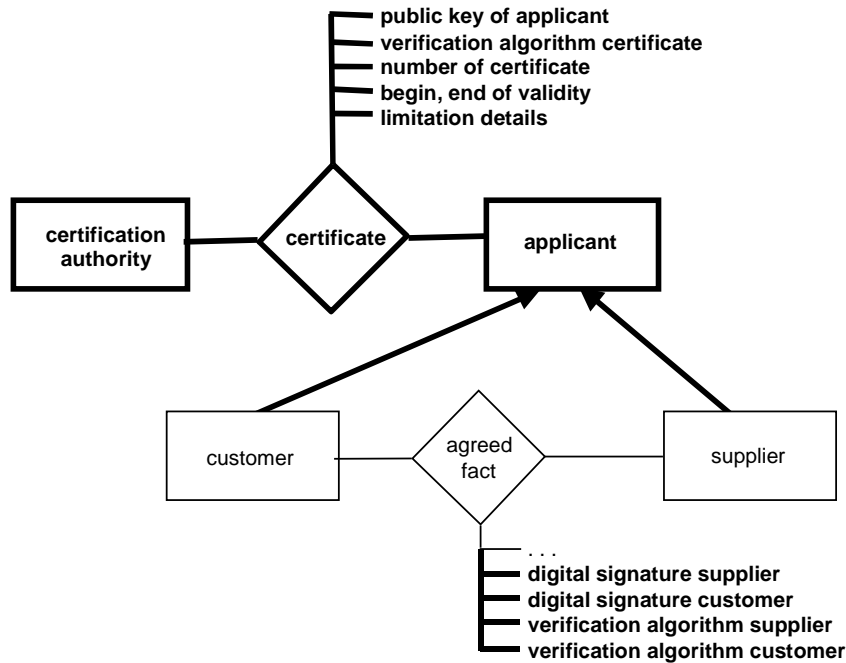 public key of applicant
verification algorithm certificate
number of certificate
begin, end of validity
limitation details
certification
authority
certificate
applicant
customer
agreed
fact
supplier
. . .
digital signature supplier
digital signature customer
verification algorithm supplier
verification algorithm customer